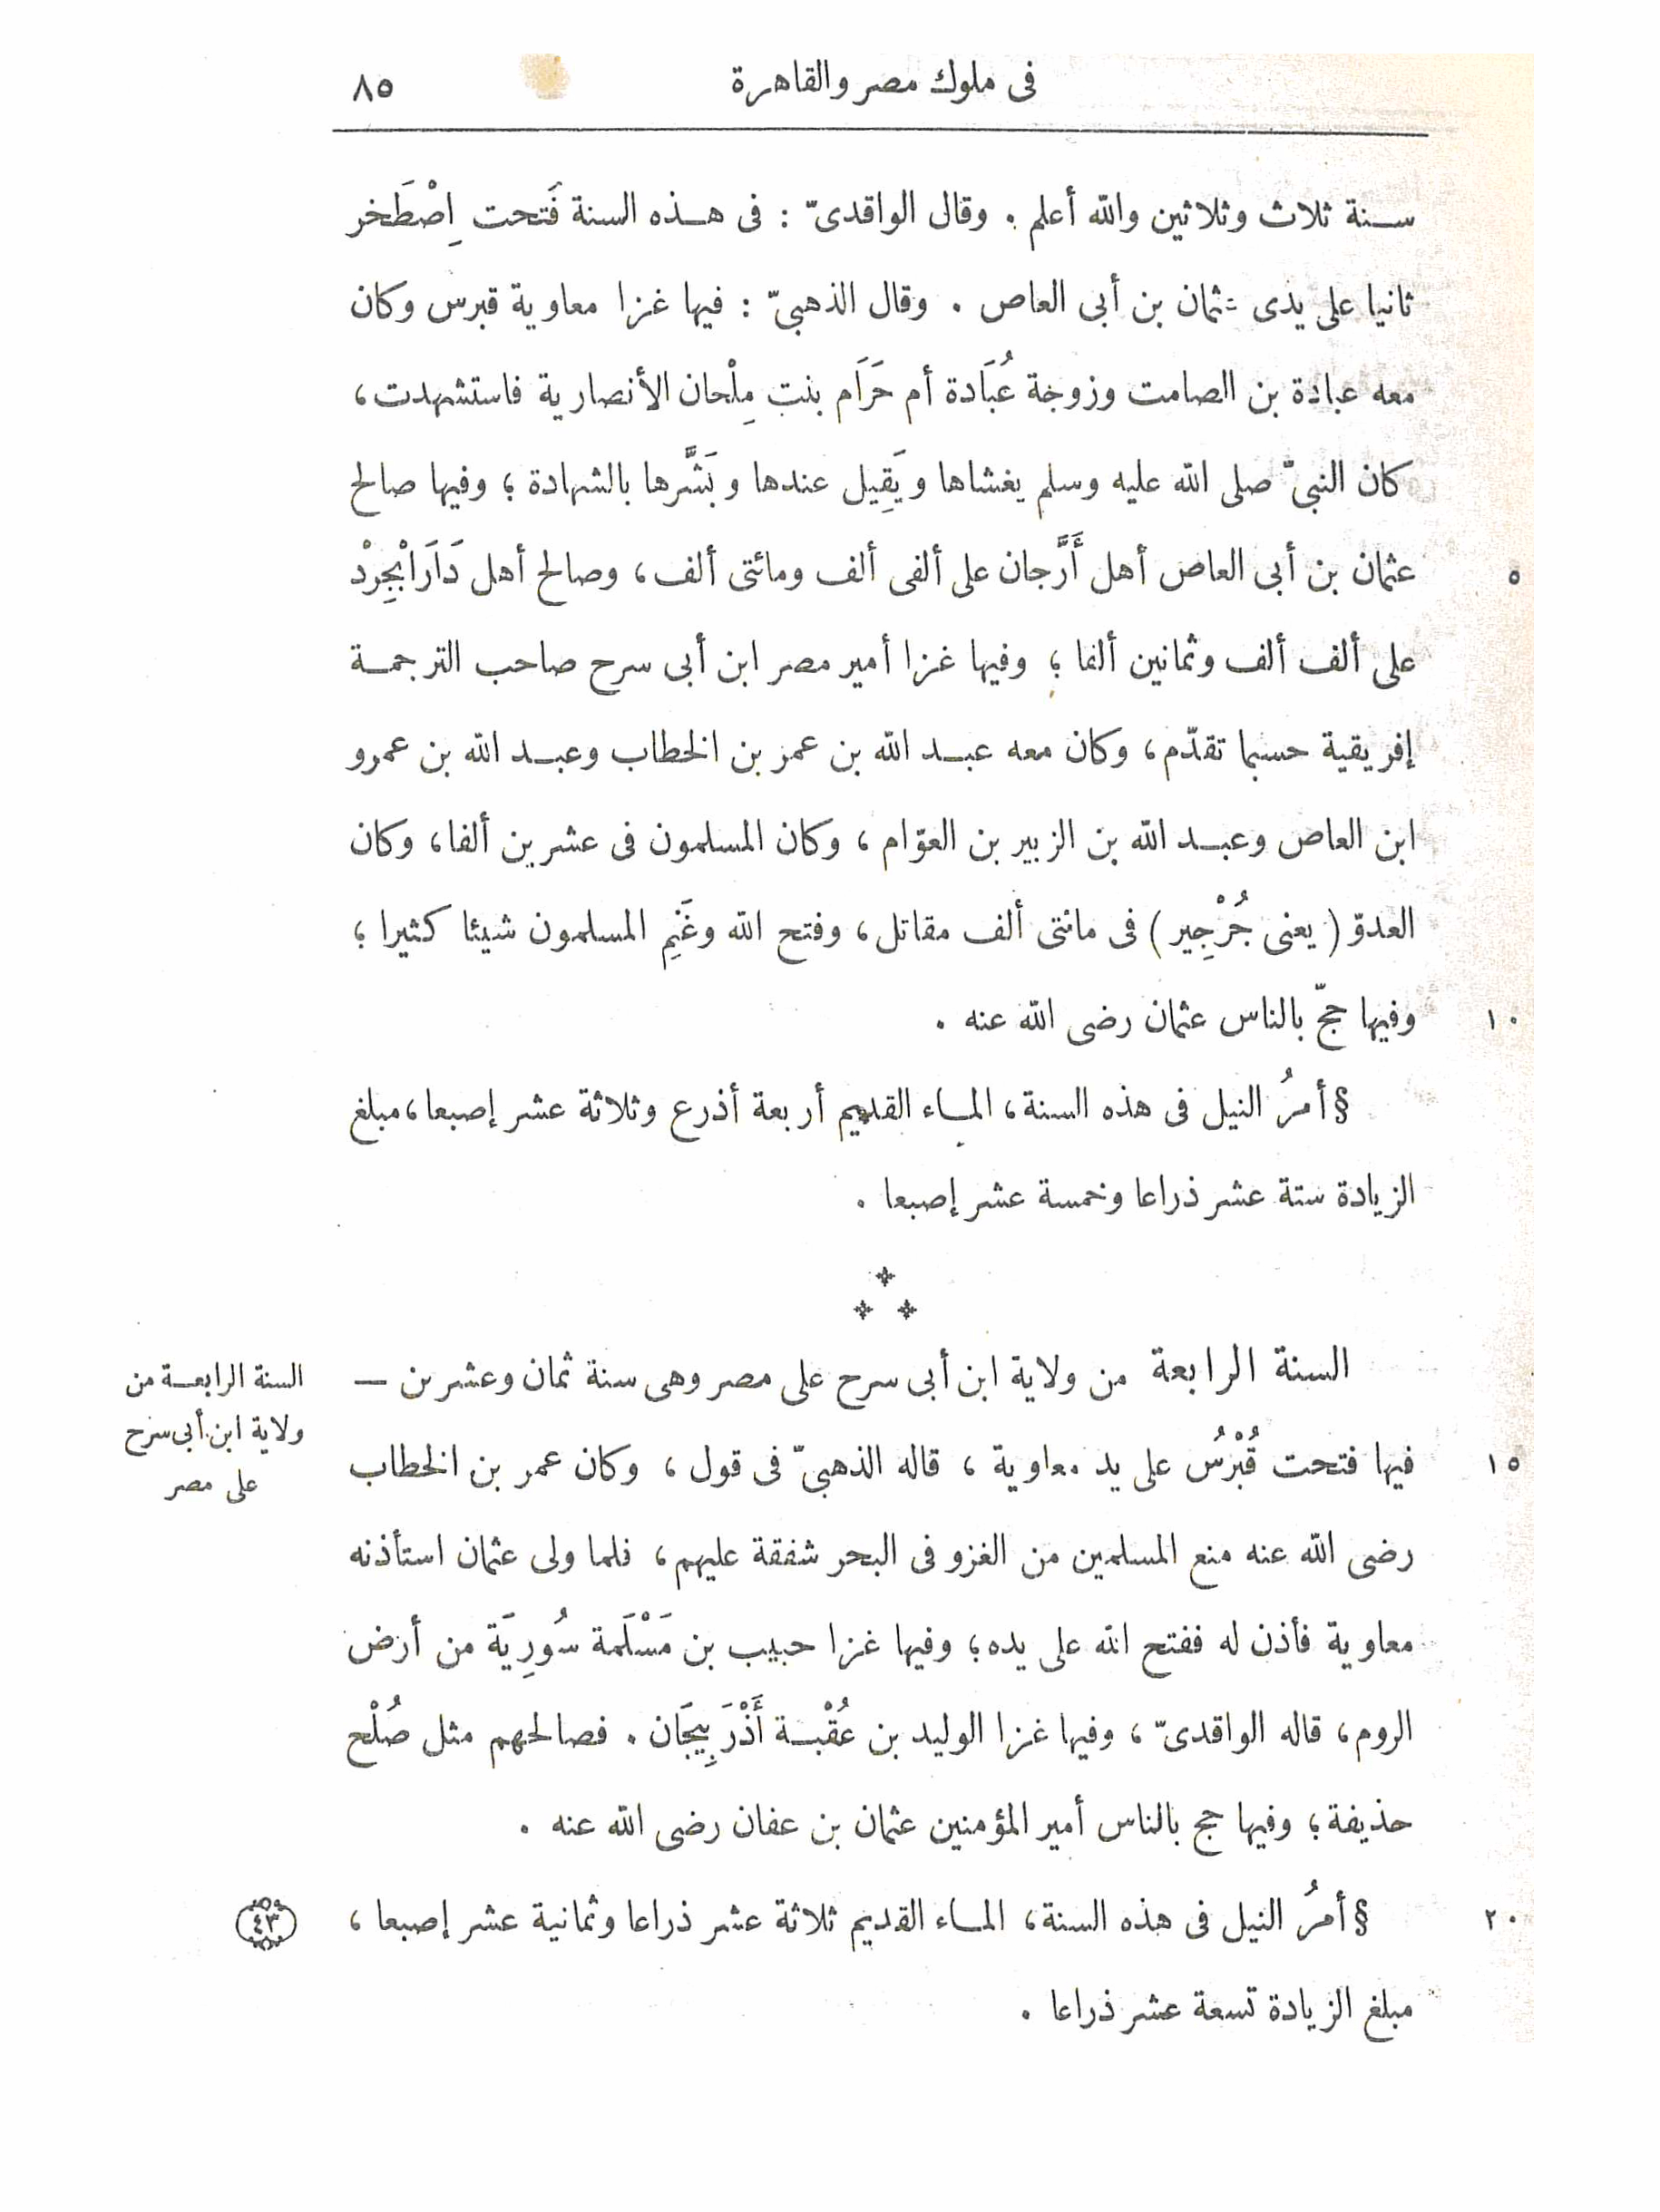 فى ملوك مصر والقاهرة ٨٥
سنة ثلاث وثلاثين والله أعلم . وقال الواقدىّ : فى هذه السنة فُتحت إِصْطَخر
ثانيا على يدى عثمان بن أبى العاص . وقال الذهبىّ : فيها غزا معاوية قبرس وكان
معه عبادة بن الصامت وزوجة عُبَادة أم حَرَام بنت مِلْحان الأنصارية فاستشهدت،
كان النبىّ صلى الله عليه وسلم يغشاها ويَقِيل عندها وبَشَّرها بالشهادة ؛ وفيها صالح
عثمان بن أبى العاص أهل أَرَّجان على ألفى ألف ومائتى ألف، وصالح أهل دَارَابْجِرْد
٥
على ألف ألف وثمانين ألفا ؛ وفيها غزا أمير مصر ابن أبى سرح صاحب الترجمة
إفريقية حسبما تقدّم، وكان معه عبد الله بن عمر بن الخطاب وعبد الله بن عمرو
ابن العاص وعبد الله بن الزبير بن العوّام ، وكان المسلمون فى عشرين ألفا، وكان
العدوّ ( يعنى جُرْجِير ) فى مائتى ألف مقاتل، وفتح الله وغَنِم المسلمون شيئا كثيرا ؛
وفيها حجّ بالناس عثمان رضى الله عنه .
١٠
§ أمرُ النيل فى هذه السنة، الماء القديم أربعة أذرع وثلاثة عشر إصبعا، مبلغ
الزيادة ستة عشر ذراعا وخمسة عشر إصبعا .
السنة الرابعة من ولاية ابن أبى سرح على مصر وهى سنة ثمان وعشرين —
السنة الرابعة من
ولاية ابن أبى سرح
على مصر
فيها فتحت قُبْرُس على يد معاوية ، قاله الذهبىّ فى قول ، وكان عمر بن الخطاب
١٥
رضى الله عنه منع المسلمين من الغزو فى البحر شفقة عليهم، فلما ولى عثمان استأذنه
معاوية فأذن له ففتح الله على يده ؛ وفيها غزا حبيب بن مَسْلَمة سُورِيَة من أرض
الروم، قاله الواقدىّ ، وفيها غزا الوليد بن عُقْبة أَذْرَبِيجَان . فصالحهم مثل صُلْح
حذيفة ؛ وفيها حج بالناس أمير المؤمنين عثمان بن عفان رضى الله عنه .
§ أمرُ النيل فى هذه السنة، الماء القديم ثلاثة عشر ذراعا وثمانية عشر إصبعا ،
٢٠
٤٣
مبلغ الزيادة تسعة عشر ذراعا .